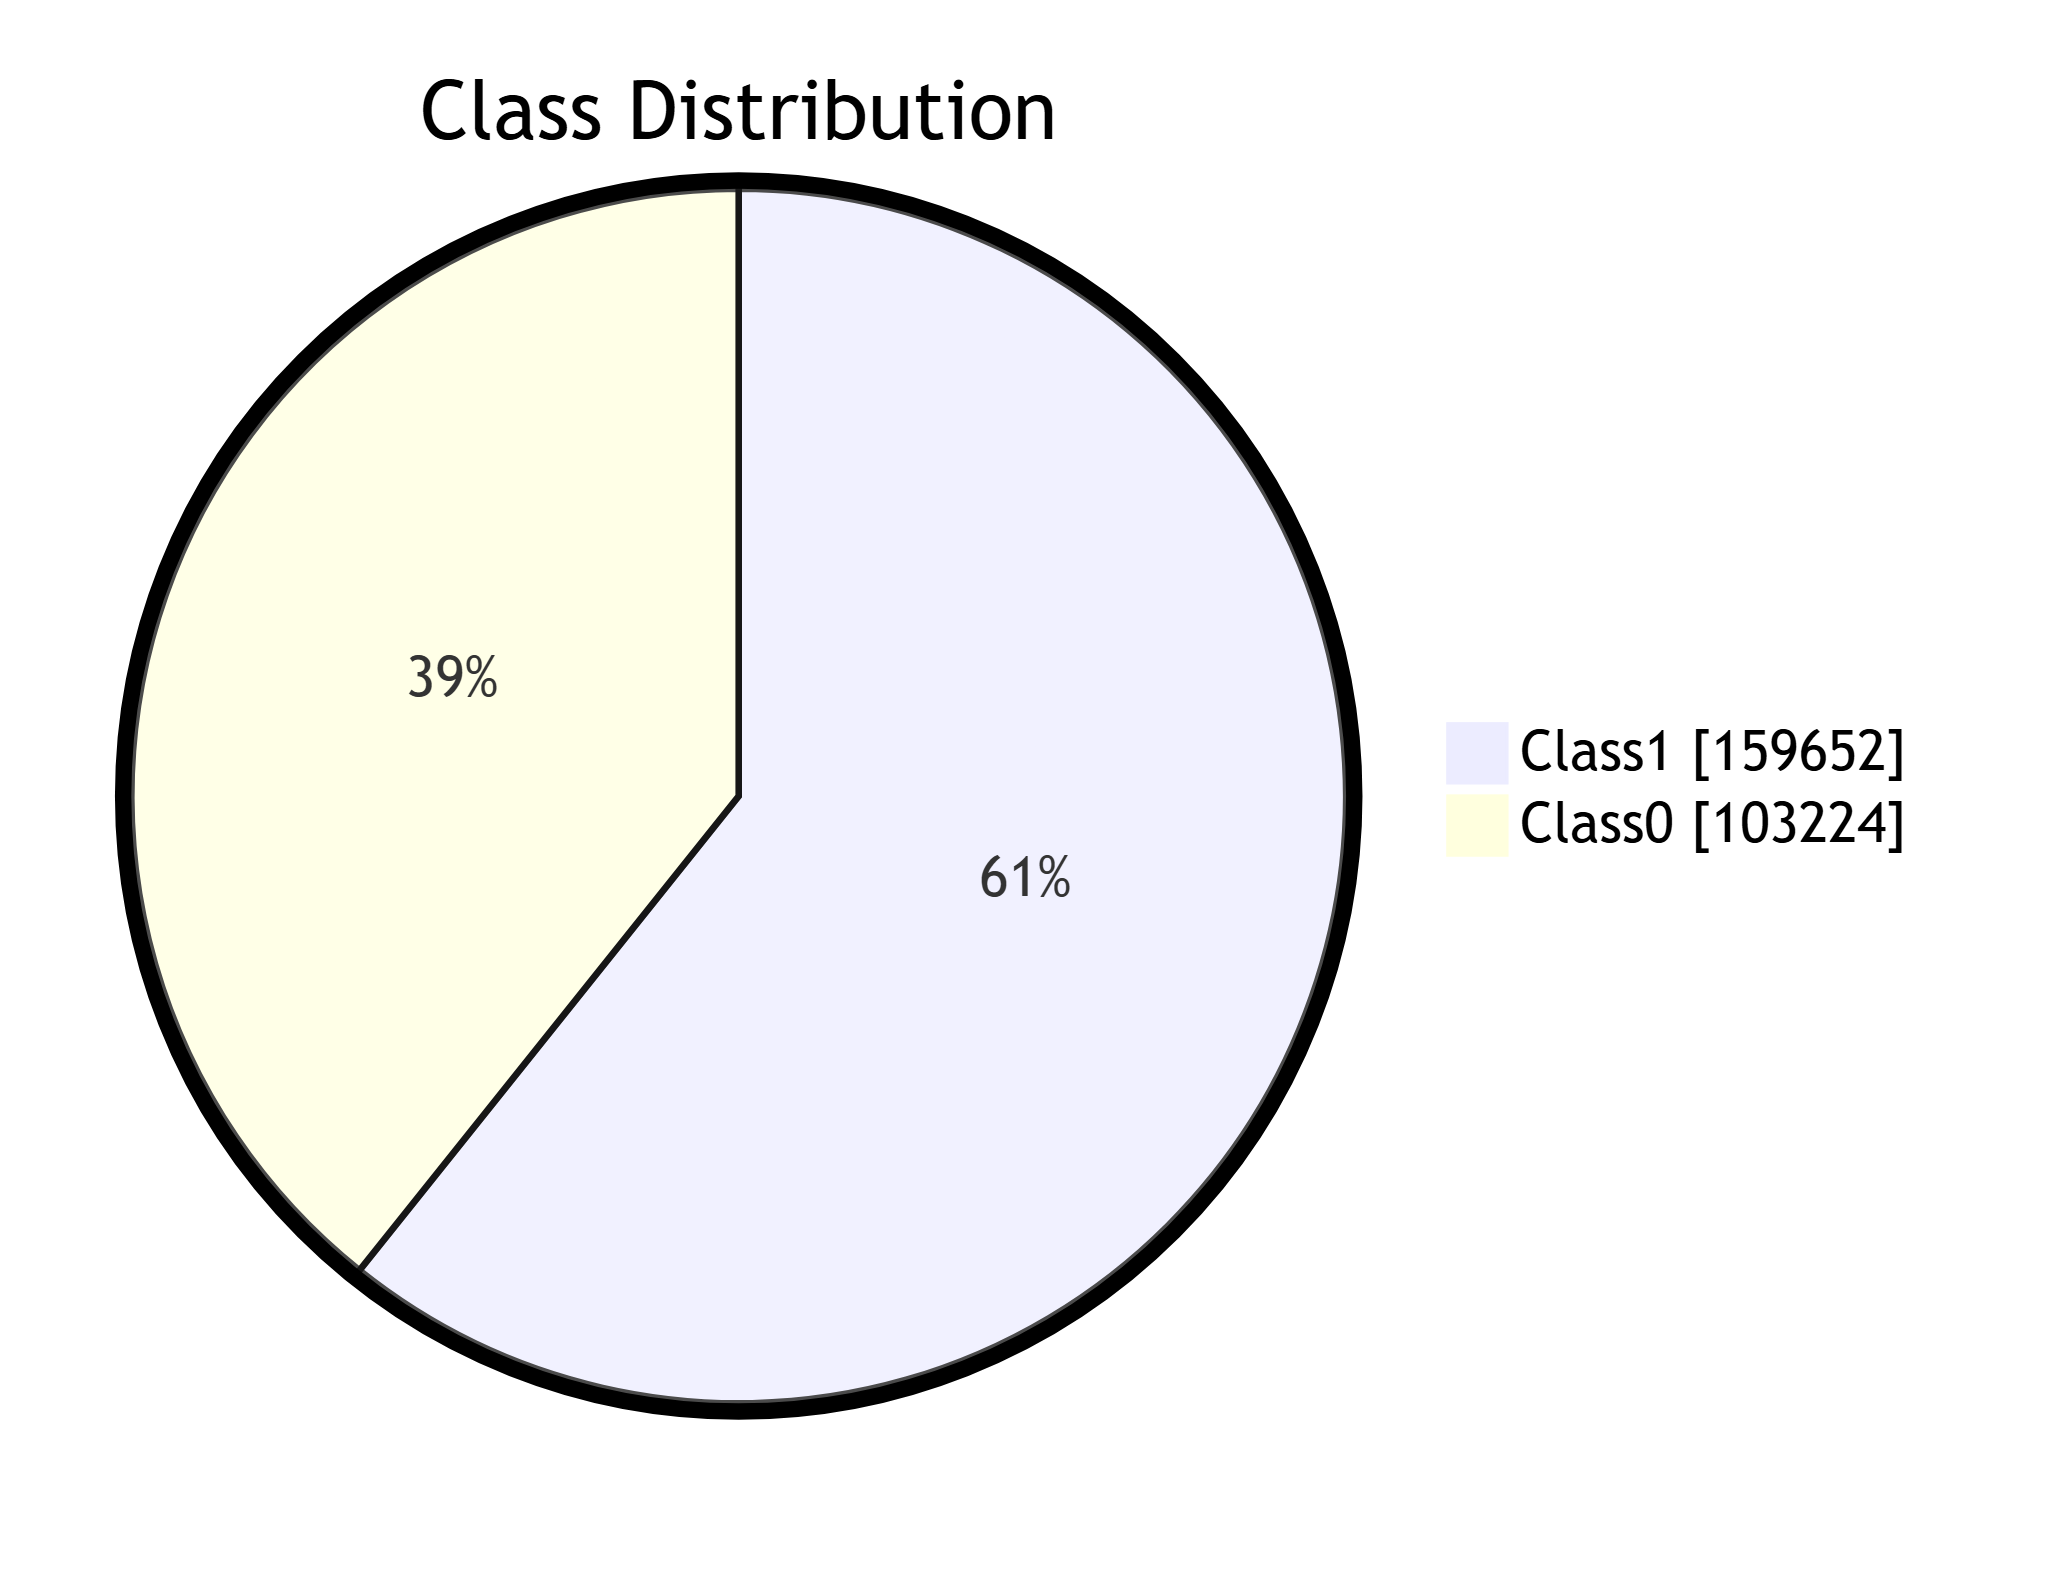 Class Distribution
39%
61%
Class1 [159652]
Class0 [103224]